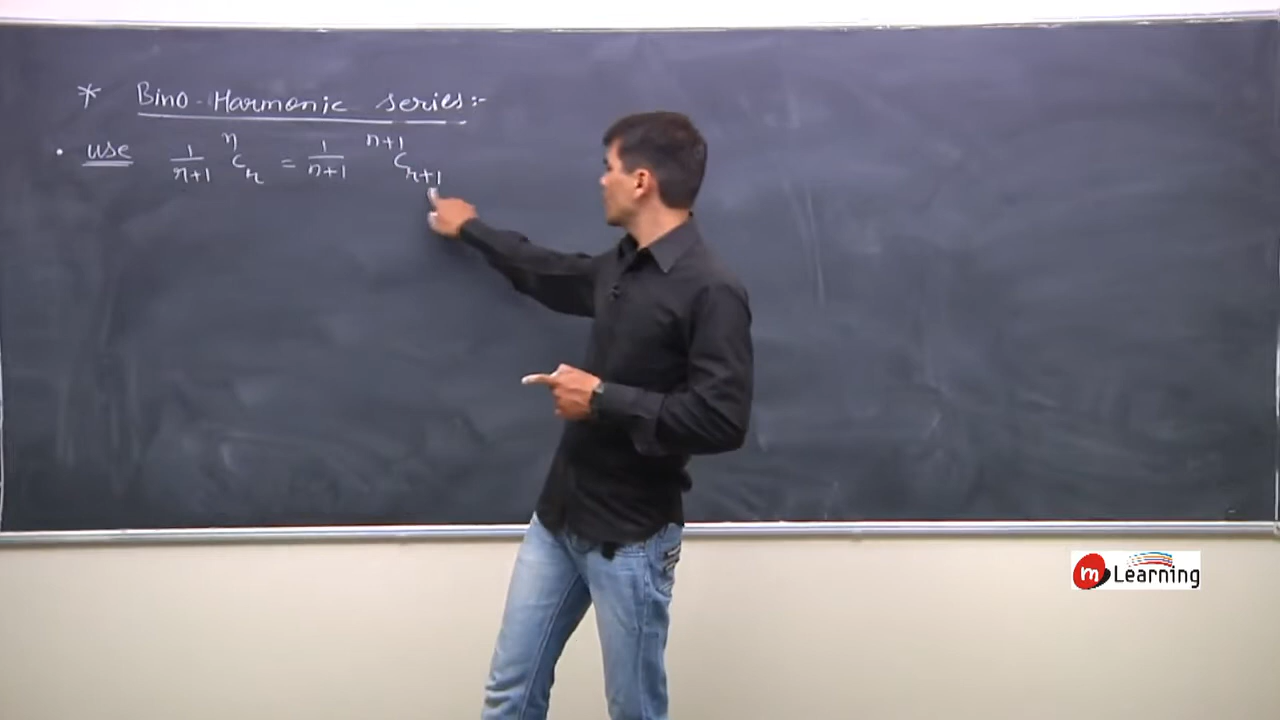 * Bino-Harmonic series:-
• use 1/(r+1) ⁿCᵣ = 1/(n+1) ⁿ⁺¹Cᵣ₊₁
m Learning